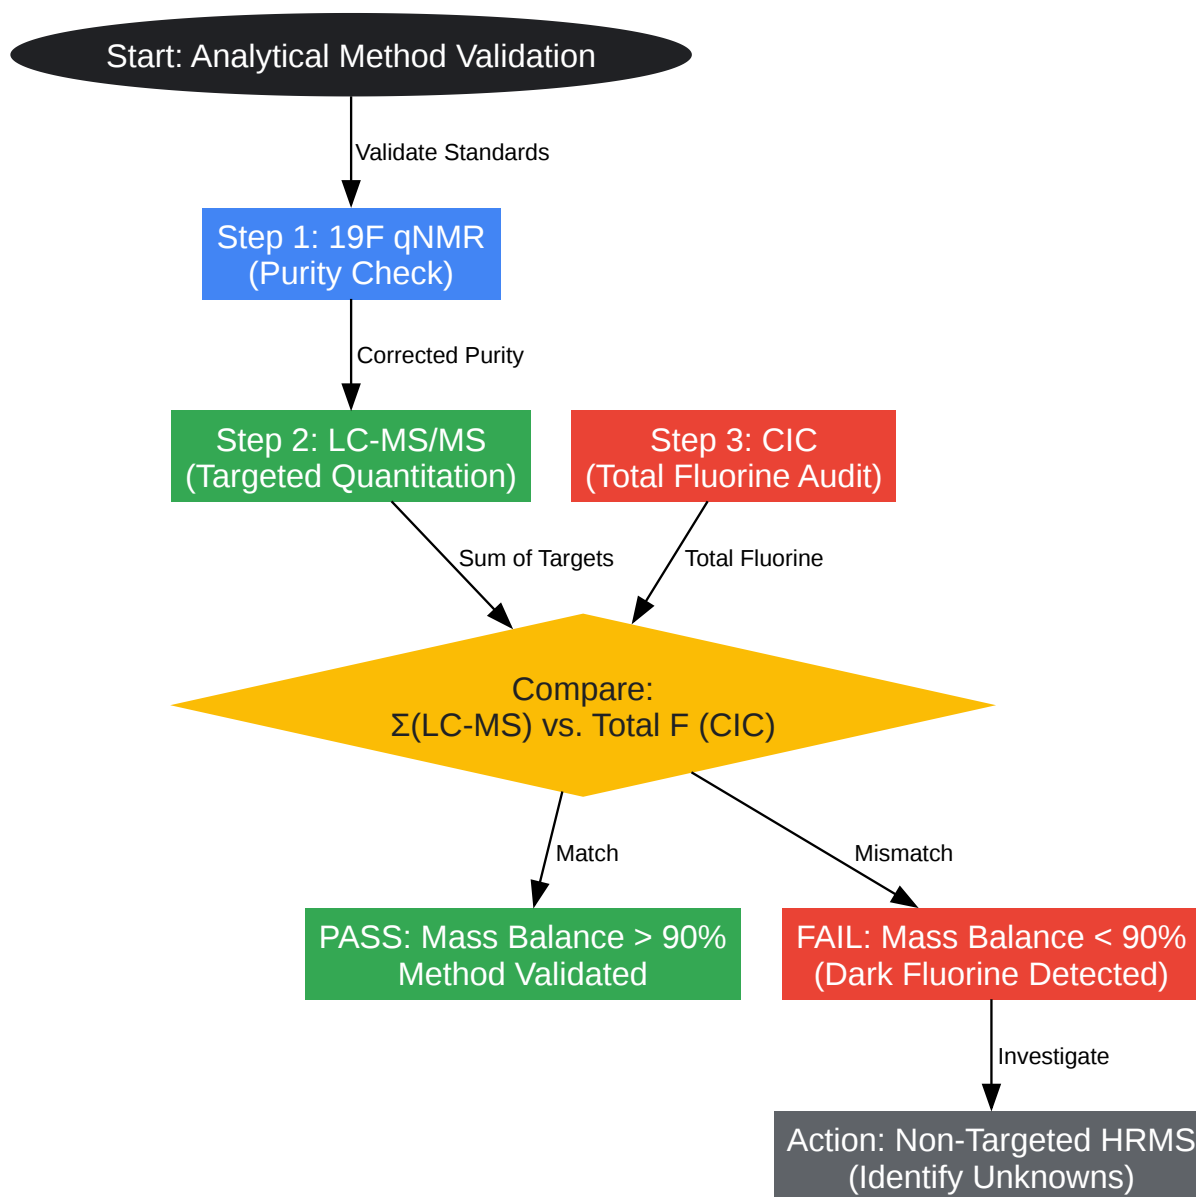 Start: Analytical Method Validation
Validate Standards
Step 1: 19F qNMR
(Purity Check)
Corrected Purity
Step 2: LC-MS/MS
(Targeted Quantitation)
Step 3: CIC
(Total Fluorine Audit)
Sum of Targets
Total Fluorine
Compare:
Σ(LC-MS) vs. Total F (CIC)
Match
Mismatch
PASS: Mass Balance > 90%
Method Validated
FAIL: Mass Balance < 90%
(Dark Fluorine Detected)
Investigate
Action: Non-Targeted HRMS
(Identify Unknowns)